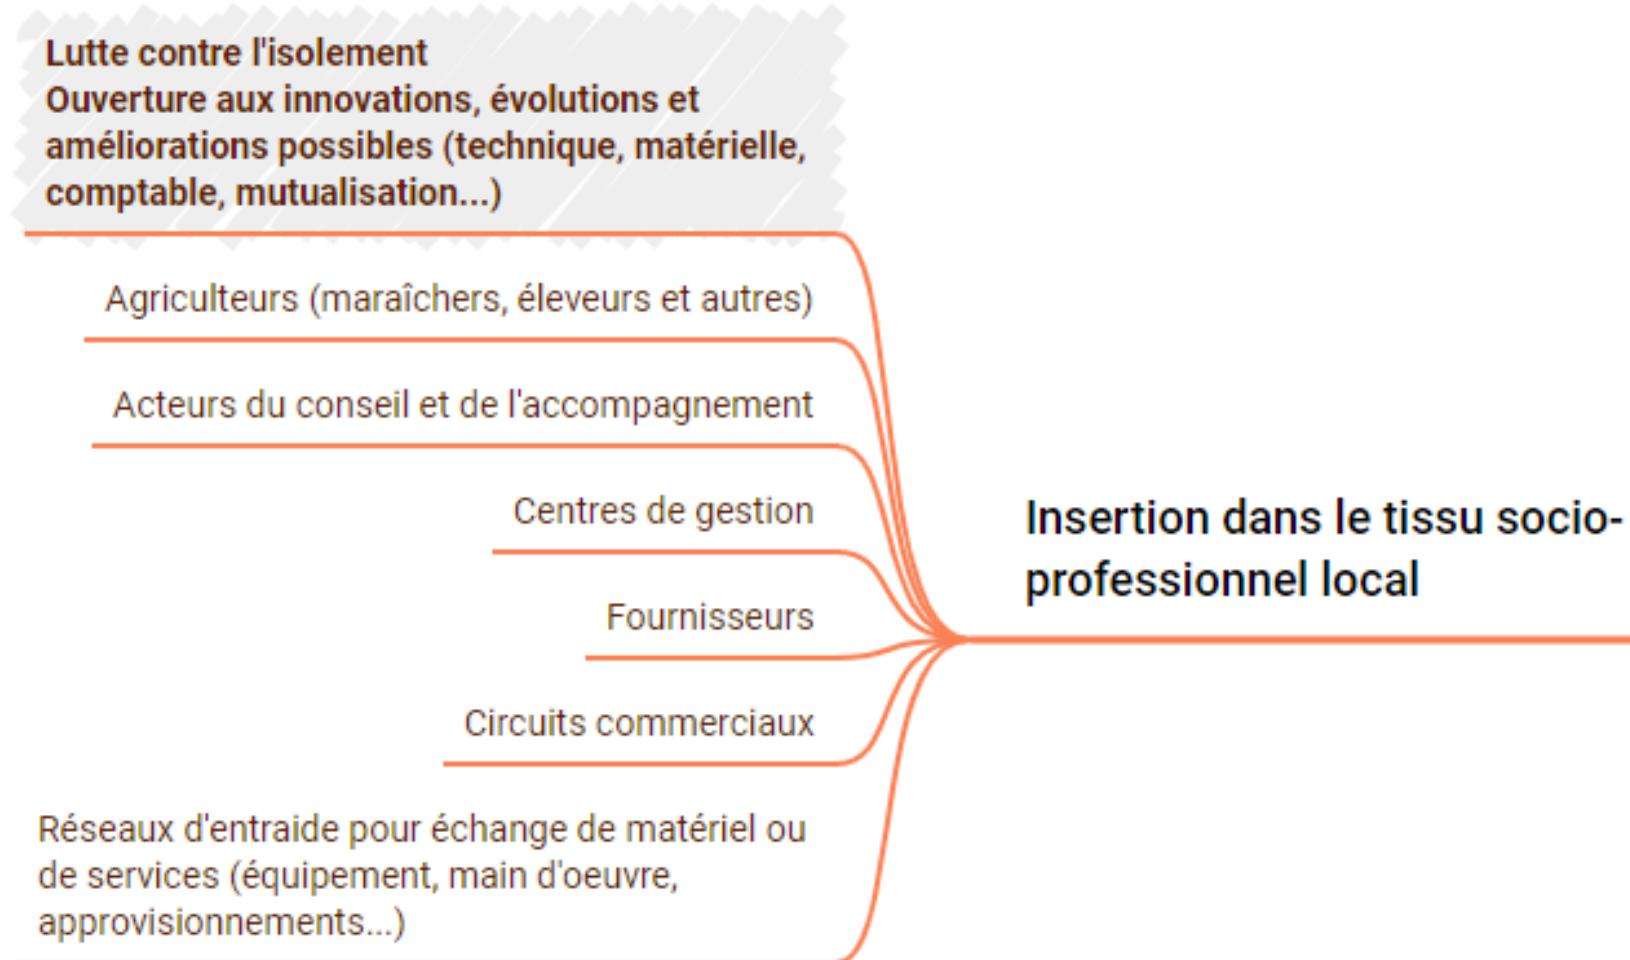 Lutte contre l'isolement
Ouverture aux innovations, évolutions et
améliorations possibles (technique, matérielle,
comptable, mutualisation...)
Agriculteurs (maraîchers, éleveurs et autres)
Acteurs du conseil et de l'accompagnement
Centres de gestion
Fournisseurs
Circuits commerciaux
Réseaux d'entraide pour échange de matériel ou
de services (équipement, main d'oeuvre,
approvisionnements...)
Insertion dans le tissu socio-
professionnel local